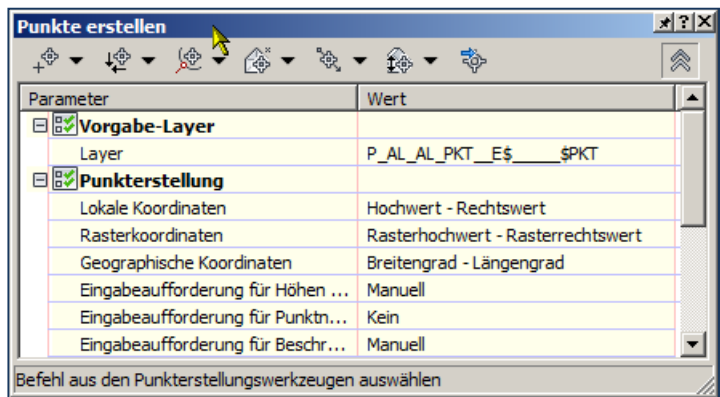 Punkte erstellen
Parameter Wert
Vorgabe-Layer
Layer P_AL_AL_PKT__E$_____$PKT
Punkterstellung
Lokale Koordinaten Hochwert - Rechtswert
Rasterkoordinaten Rasterhochwert - Rasterrechtswert
Geographische Koordinaten Breitengrad - Längengrad
Eingabeaufforderung für Höhen ... Manuell
Eingabeaufforderung für Punktn... Kein
Eingabeaufforderung für Beschr... Manuell
Befehl aus den Punkterstellungswerkzeugen auswählen